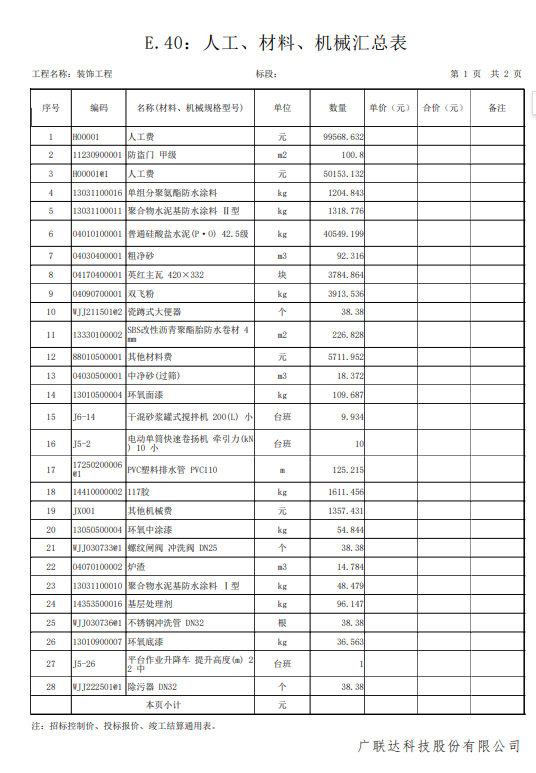 E.40：人工、材料、机械汇总表
工程名称：装饰工程 标段： 第 1 页 共 2 页
序号 编码 名称(材料、机械规格型号) 单位 数量 单价（元） 合价（元） 备注
1 H00001 人工费 元 99568.632
2 11230900001 防盗门 甲级 m2 100.8
3 H00001@1 人工费 元 50153.132
4 13031100016 单组分聚氨酯防水涂料 kg 1204.843
5 13031100011 聚合物水泥基防水涂料 Ⅱ型 kg 1318.776
6 04010100001 普通硅酸盐水泥(P·O) 42.5级 kg 40549.199
7 04030400001 粗净砂 m3 92.316
8 04170400001 英红主瓦 420×332 块 3784.864
9 04090700001 双飞粉 kg 3913.536
10 WJJ211501@2 瓷蹲式大便器 个 38.38
11 13330100002 SBS改性沥青聚酯胎防水卷材 4
mm m2 226.828
12 88010500001 其他材料费 元 5711.952
13 04030500001 中净砂(过筛) m3 18.372
14 13010500004 环氧面漆 kg 109.687
15 J6-14 干混砂浆罐式搅拌机 200(L) 小 台班 9.934
16 J5-2 电动单筒快速卷扬机 牵引力(kN
) 10 小 台班 10
17 17250200006
@1 PVC塑料排水管 PVC110 m 125.215
18 14410000002 117胶 kg 1611.456
19 JX001 其他机械费 元 1357.431
20 13050500004 环氧中涂漆 kg 54.844
21 WJJ030733@1 螺纹闸阀 冲洗阀 DN25 个 38.38
22 04070100002 炉渣 m3 14.784
23 13031100010 聚合物水泥基防水涂料 Ⅰ型 kg 48.479
24 14353500016 基层处理剂 kg 96.147
25 WJJ030736@1 不锈钢冲洗管 DN32 根 38.38
26 13010900007 环氧底漆 kg 36.563
27 J5-26 平台作业升降车 提升高度(m) 2
2 中 台班 1
28 WJJ222501@1 除污器 DN32 个 38.38
本页小计 元
注：招标控制价、投标报价、竣工结算通用表。
广联达科技股份有限公司